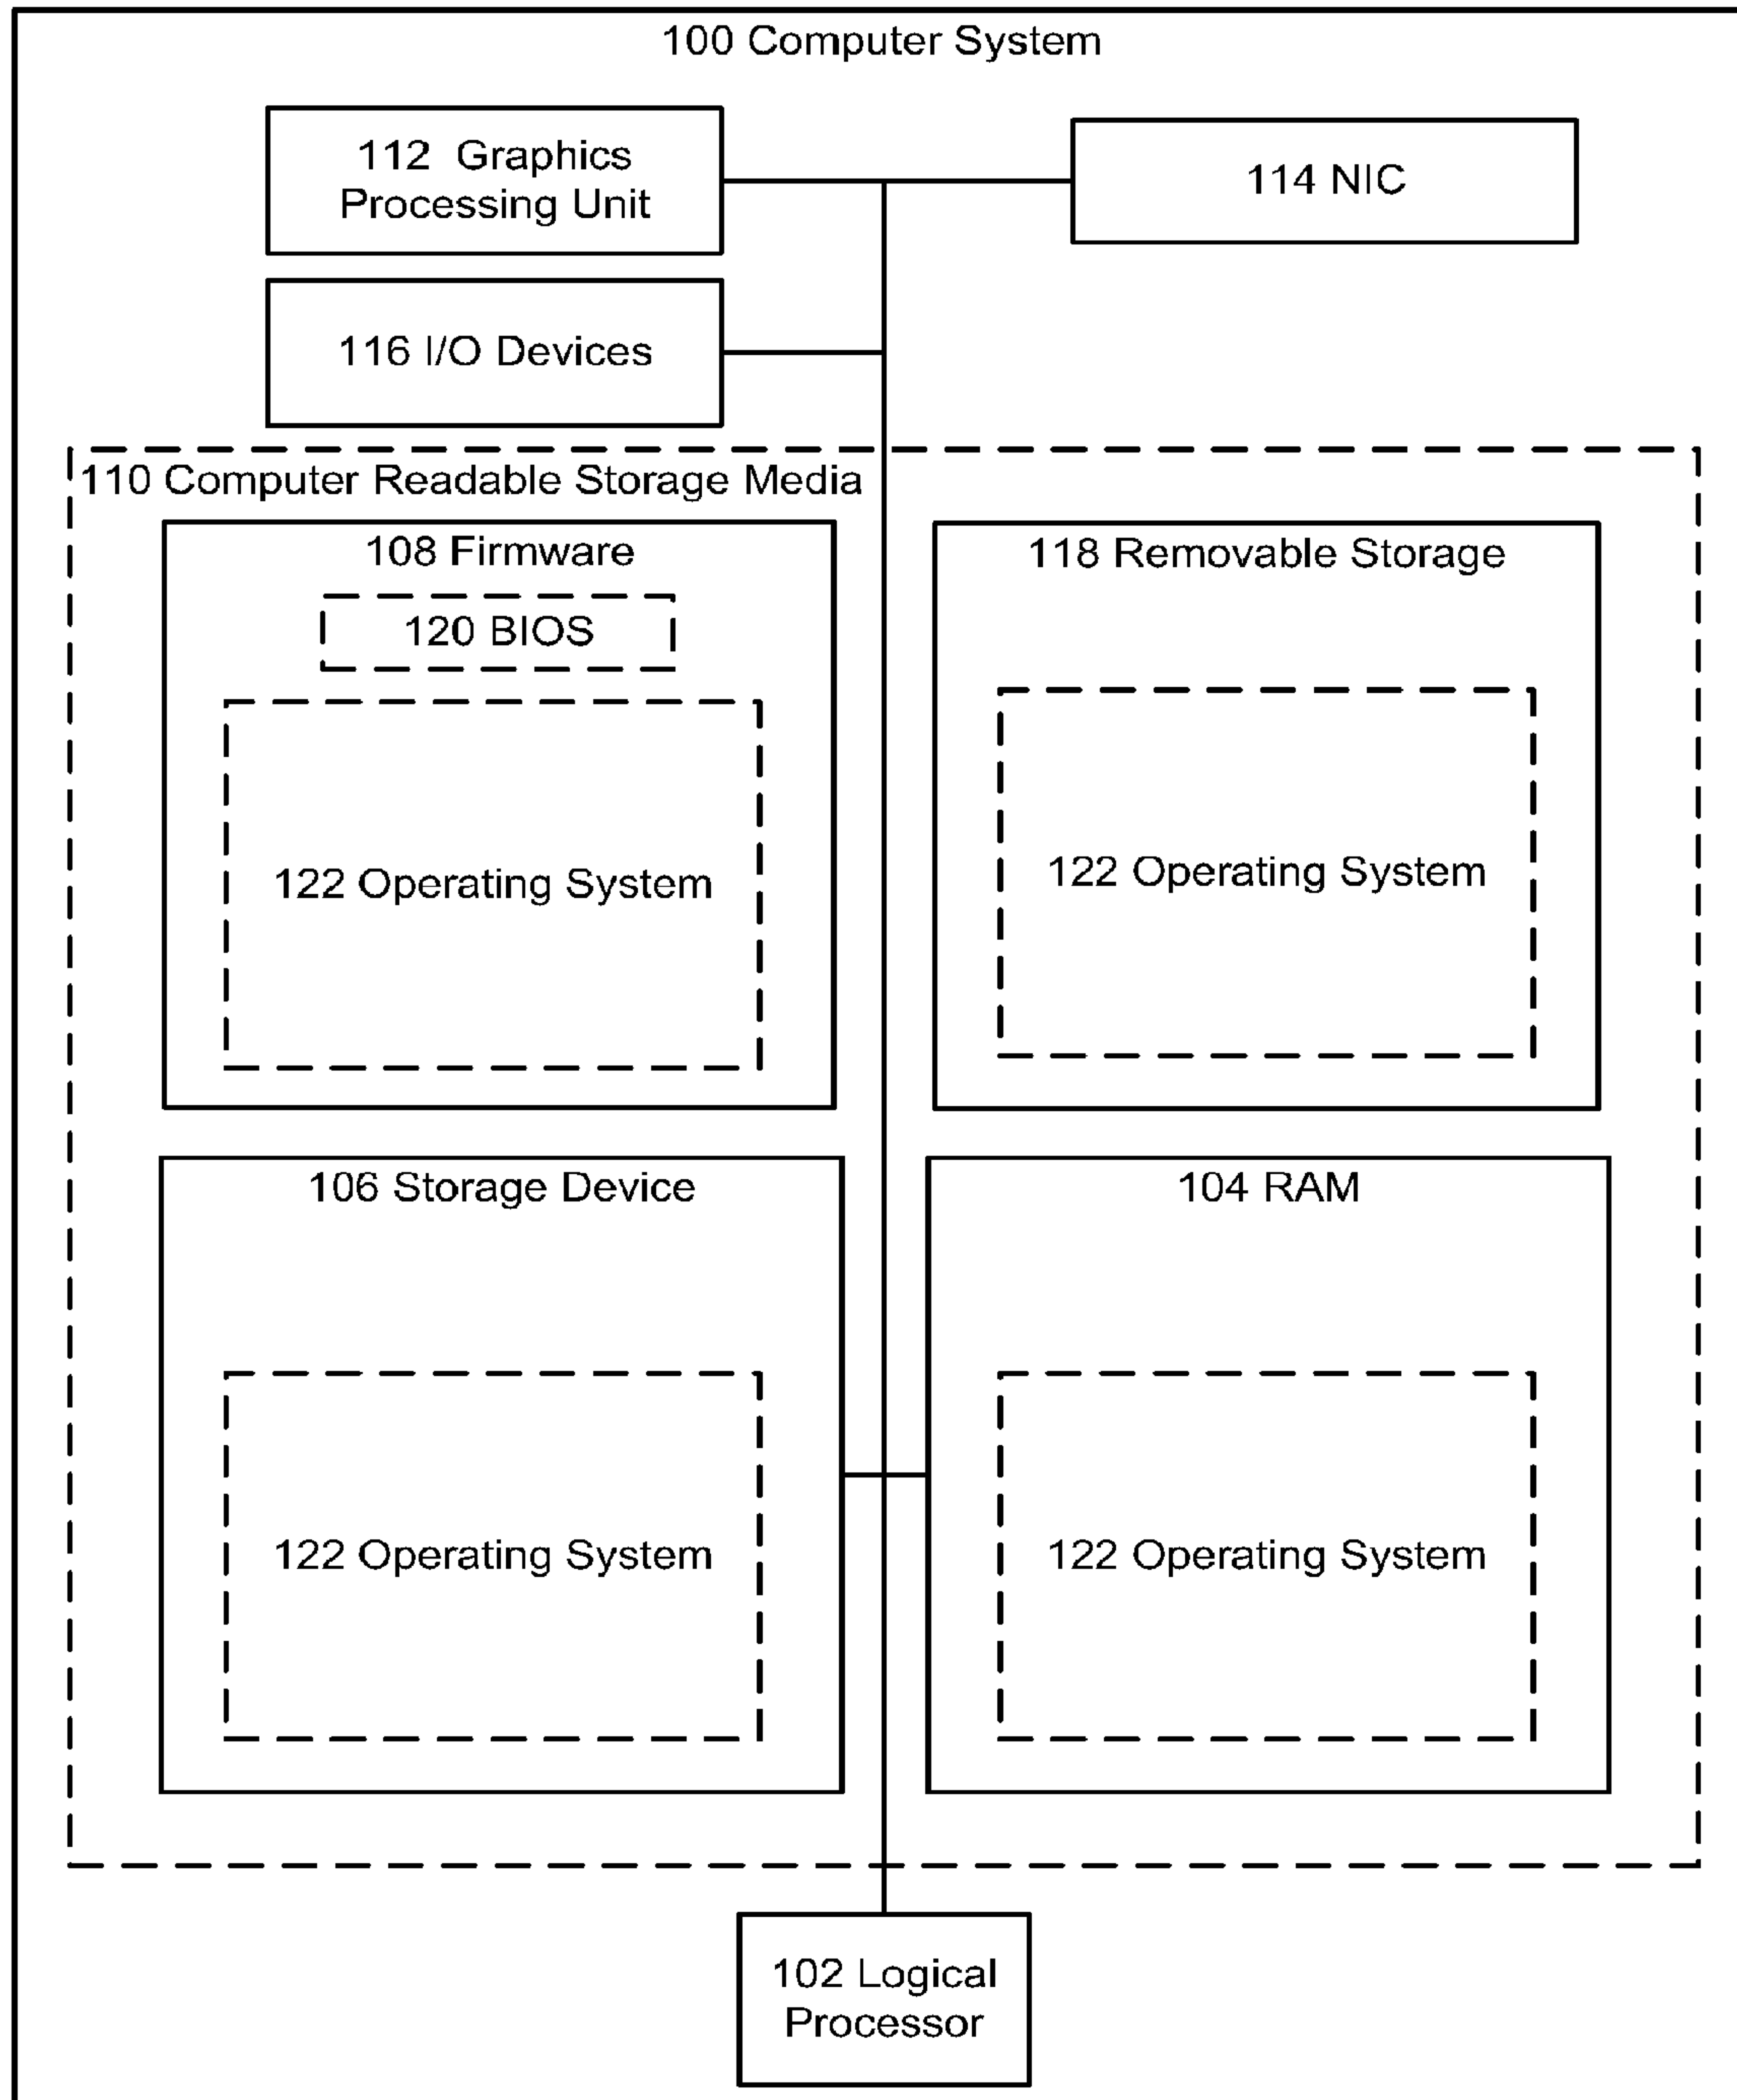 100 Computer System
112 Graphics
Processing Unit
114 NIC
116 I/O Devices
110 Computer Readable Storage Media
108 Firmware
120 BIOS
122 Operating System
118 Removable Storage
122 Operating System
106 Storage Device
122 Operating System
104 RAM
122 Operating System
102 Logical
Processor